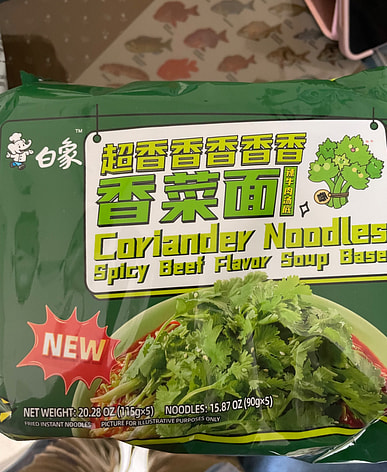 白象
TM
超香香香香香
香菜面
辣牛肉汤底
Coriander Noodles
Spicy Beef Flavor Soup Base
NEW
NET WEIGHT: 20.28 OZ (115g×5) NOODLES: 15.87 OZ (90g×5)
FRIED INSTANT NOODLES PICTURE FOR ILLUSTRATIVE PURPOSES ONLY